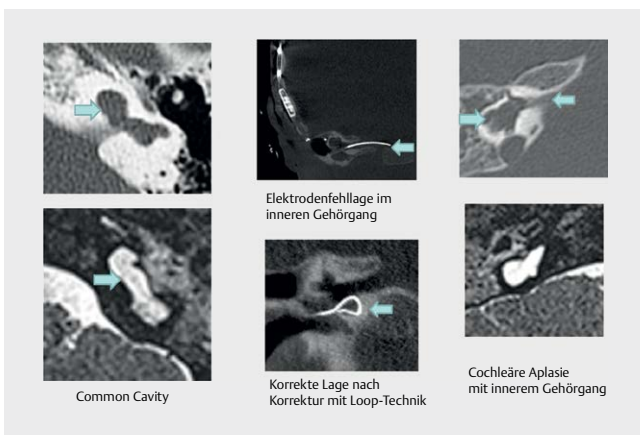 Elektrodenfehllage im
inneren Gehörgang
Common Cavity
Korrekte Lage nach
Korrektur mit Loop-Technik
Cochleäre Aplasie
mit innerem Gehörgang